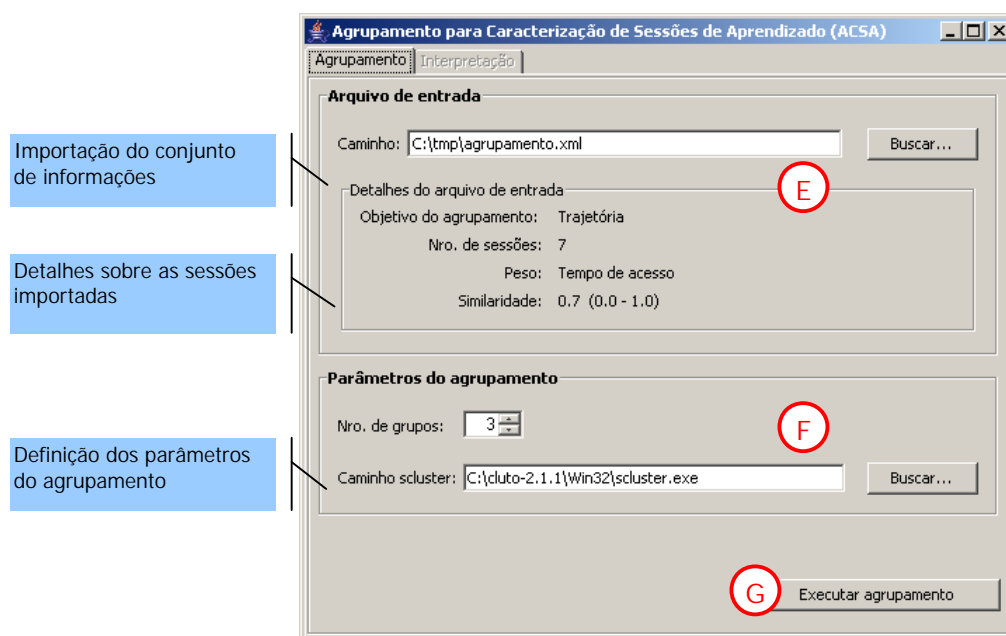 Agrupamento para Caracterização de Sessões de Aprendizado (ACSA)
Agrupamento Interpretação
Arquivo de entrada
Importação do conjunto
de informações
Caminho: C:\tmp\agrupamento.xml Buscar...
E
Detalhes do arquivo de entrada
Objetivo do agrupamento: Trajetória
Nro. de sessões: 7
Detalhes sobre as sessões
importadas
Peso: Tempo de acesso
Similaridade: 0.7 (0.0 - 1.0)
Parâmetros do agrupamento
Nro. de grupos: 3
F
Definição dos parâmetros
do agrupamento
Caminho scluster: C:\cluto-2.1.1\Win32\scluster.exe Buscar...
G
Executar agrupamento